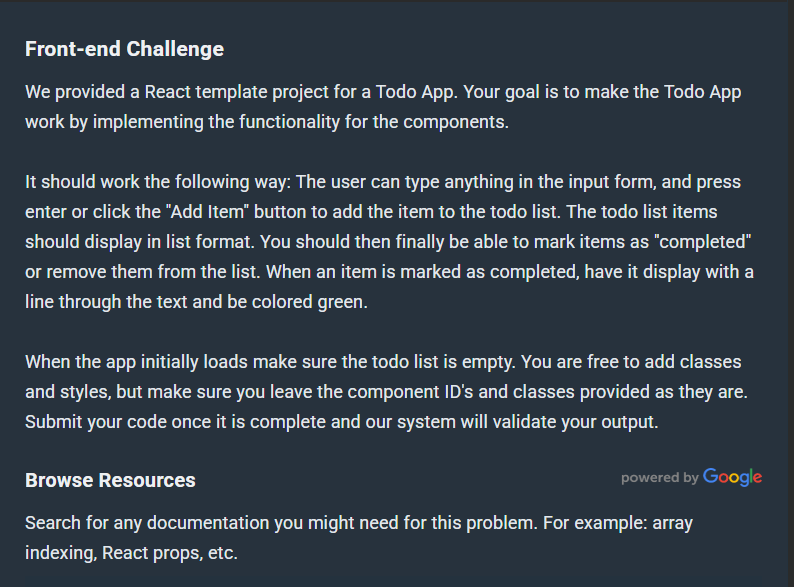 Front-end Challenge
We provided a React template project for a Todo App. Your goal is to make the Todo App
work by implementing the functionality for the components.
It should work the following way: The user can type anything in the input form, and press
enter or click the "Add Item" button to add the item to the todo list. The todo list items
should display in list format. You should then finally be able to mark items as "completed"
or remove them from the list. When an item is marked as completed, have it display with a
line through the text and be colored green.
When the app initially loads make sure the todo list is empty. You are free to add classes
and styles, but make sure you leave the component ID's and classes provided as they are.
Submit your code once it is complete and our system will validate your output.
Browse Resources
powered by Google
Search for any documentation you might need for this problem. For example: array
indexing, React props, etc.